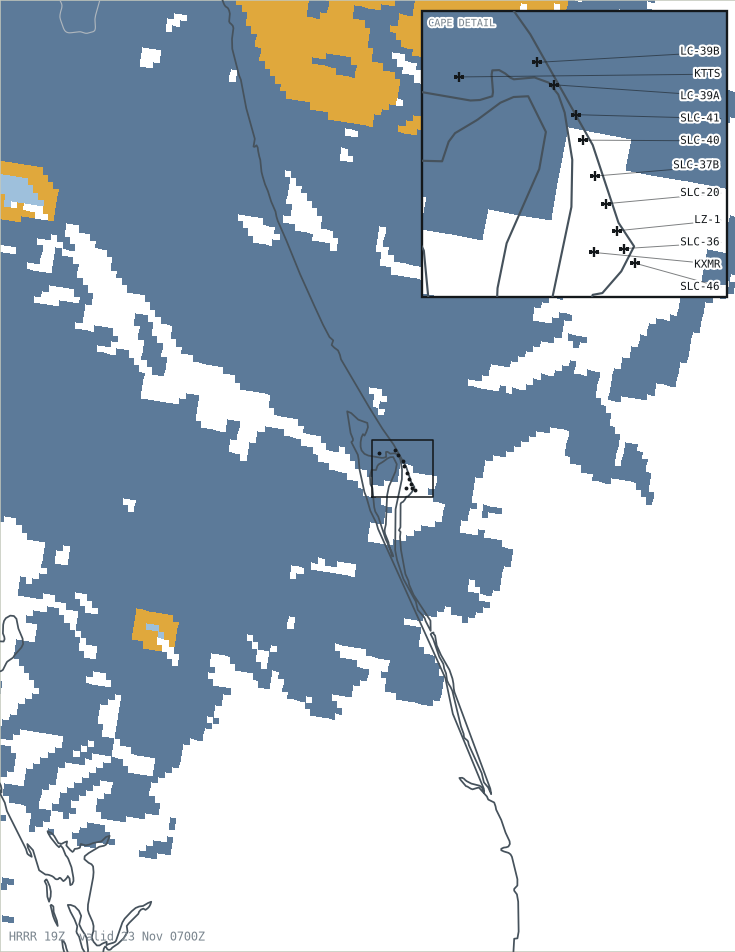 CAPE DETAIL
LC-39B
KTTS
LC-39A
SLC-41
SLC-40
SLC-37B
SLC-20
LZ-1
SLC-36
KXMR
SLC-46
HRRR 19Z valid 23 Nov 0700Z